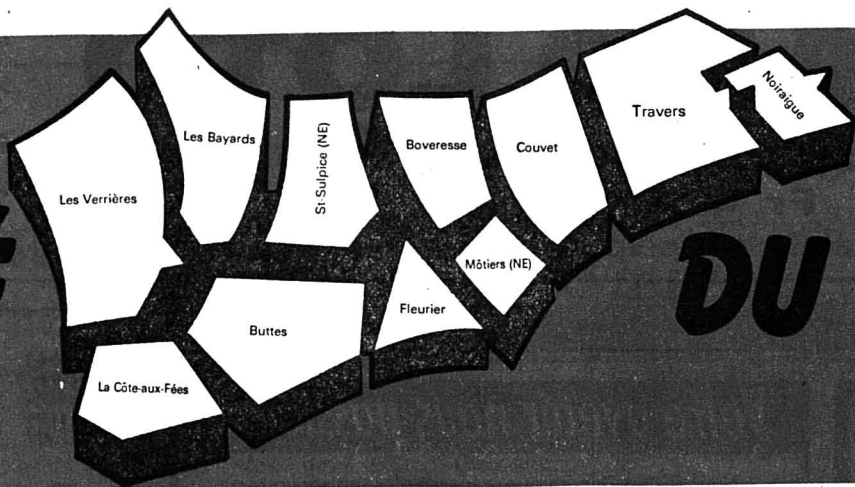 Les Verrières
Les Bayards
St-Sulpice (NE)
Boveresse
Couvet
Travers
Noiraigue
Môtiers (NE)
Fleurier
Buttes
La Côte-aux-Fées
DU